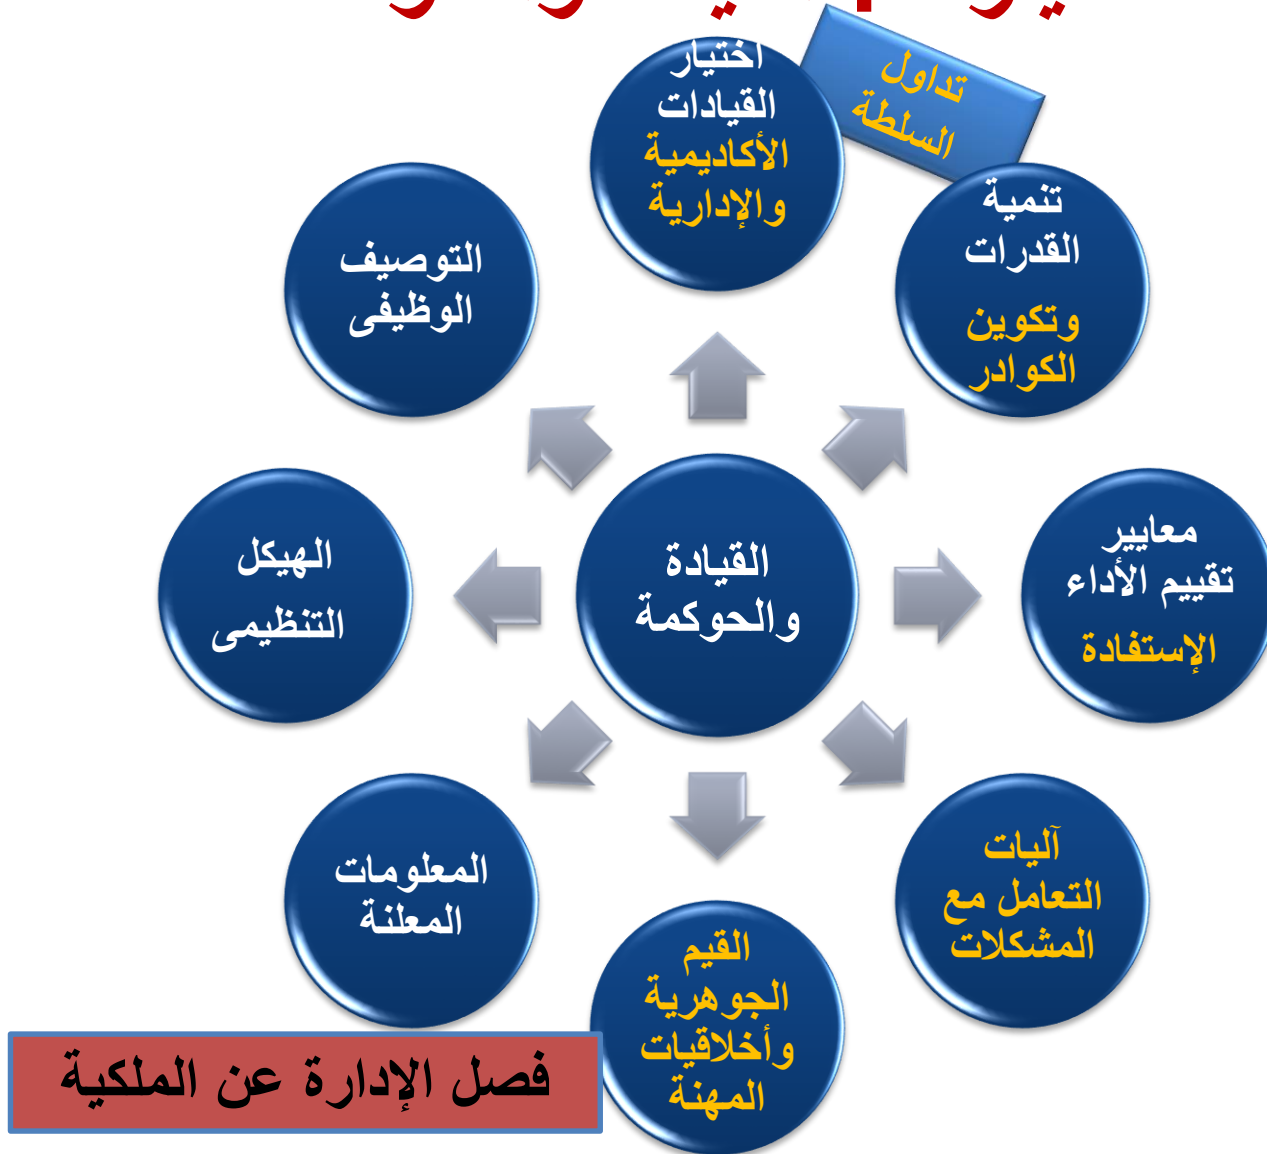 اختيار
القيادات
الأكاديمية
والإدارية
تداول
السلطة
تنمية
القدرات
وتكوين
الكوادر
معايير
تقييم الأداء
الإستفادة
آليات
التعامل مع
المشكلات
القيم
الجوهرية
وأخلاقيات
المهنة
المعلومات
المعلنة
الهيكل
التنظيمى
التوصيف
الوظيفى
القيادة
والحوكمة
فصل الإدارة عن الملكية